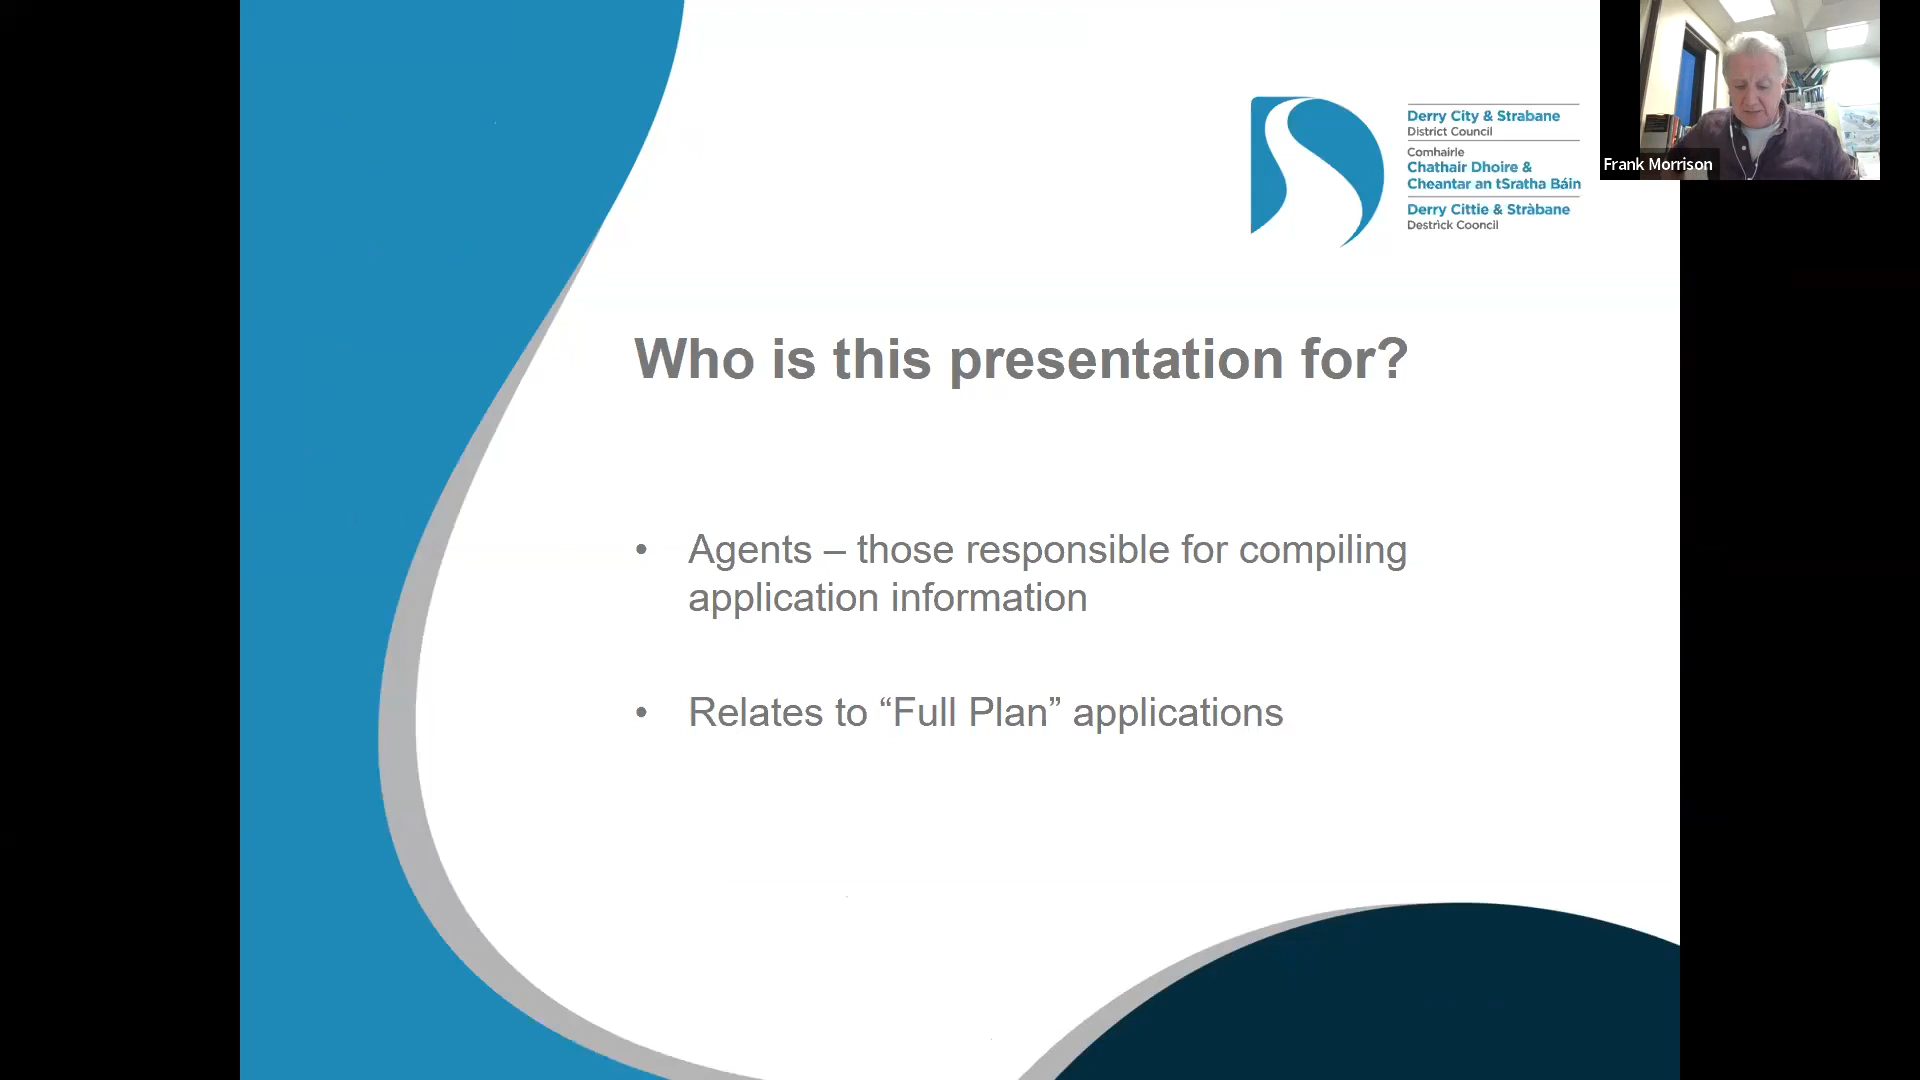 Derry City & Strabane
District Council
Comhairle
Chathair Dhoire &
Cheantar an tSratha Báin
Derry Cittie & Stràbane
Destrìck Cooncil
Frank Morrison
Who is this presentation for?
• Agents – those responsible for compiling
application information
• Relates to “Full Plan” applications